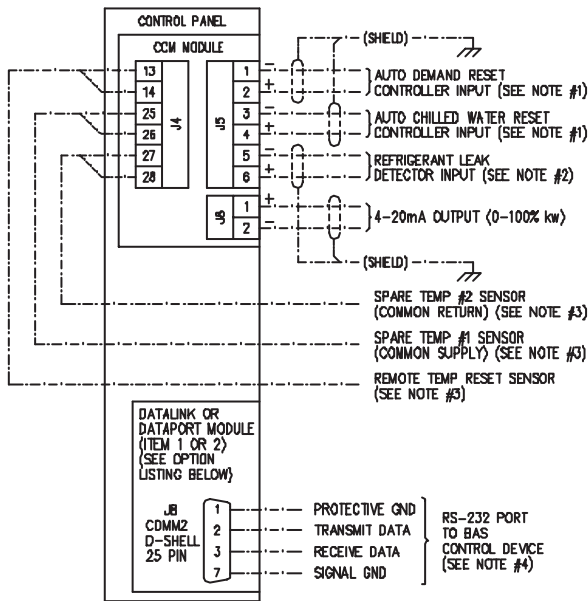 CONTROL PANEL
CCM MODULE
(SHIELD)
13
14
25
26
27
28
J4
J5
1 −
2 +
3 −
4 +
5 −
6 +
AUTO DEMAND RESET
CONTROLLER INPUT (SEE NOTE #1)
AUTO CHILLED WATER RESET
CONTROLLER INPUT (SEE NOTE #1)
REFRIGERANT LEAK
DETECTOR INPUT (SEE NOTE #2)
J6
1 +
2 −
4-20mA OUTPUT (0-100% kw)
(SHIELD)
SPARE TEMP #2 SENSOR
(COMMON RETURN) (SEE NOTE #3)
SPARE TEMP #1 SENSOR
(COMMON SUPPLY) (SEE NOTE #3)
REMOTE TEMP RESET SENSOR
(SEE NOTE #3)
DATALINK OR
DATAPORT MODULE
(ITEM 1 OR 2)
(SEE OPTION
LISTING BELOW)
J8
CDMM2
D-SHELL
25 PIN
1
2
3
7
PROTECTIVE GND
TRANSMIT DATA
RECEIVE DATA
SIGNAL GND
RS-232 PORT
TO BAS
CONTROL DEVICE
(SEE NOTE #4)